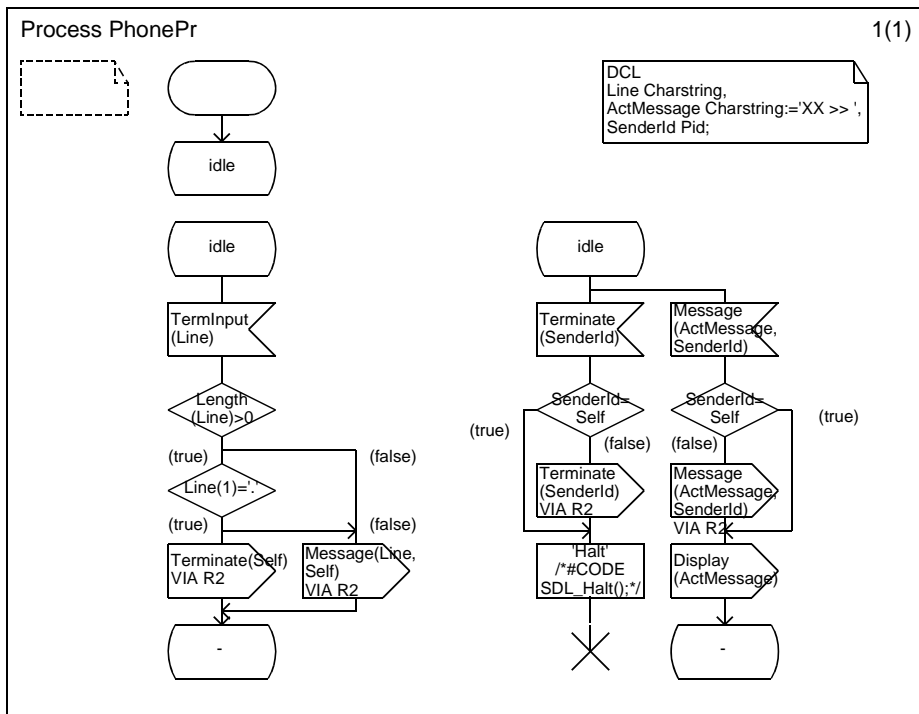 Process PhonePr
1(1)
DCL
Line Charstring,
ActMessage Charstring:='XX >> ',
SenderId Pid;
idle
idle
TermInput
(Line)
Length
(Line)>0
(true)
(false)
Line(1)='.'
(true)
(false)
Terminate(Self)
VIA R2
Message(Line,
Self)
VIA R2
-
idle
Terminate
(SenderId)
Message
(ActMessage,
SenderId)
SenderId=
Self
SenderId=
Self
(true)
(false)
(false)
(true)
Terminate
(SenderId)
VIA R2
Message
(ActMessage,
SenderId)
VIA R2
'Halt'
/*#CODE
SDL_Halt();*/
Display
(ActMessage)
-